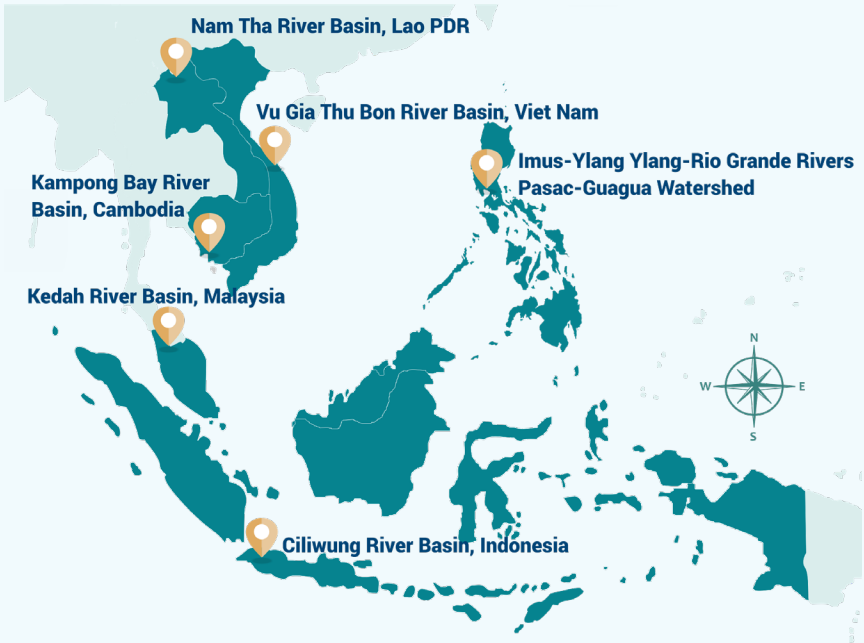 Nam Tha River Basin, Lao PDR
Vu Gia Thu Bon River Basin, Viet Nam
Imus-Ylang Ylang-Rio Grande Rivers
Pasac-Guagua Watershed
Kampong Bay River
Basin, Cambodia
Kedah River Basin, Malaysia
N
W E
S
Ciliwung River Basin, Indonesia